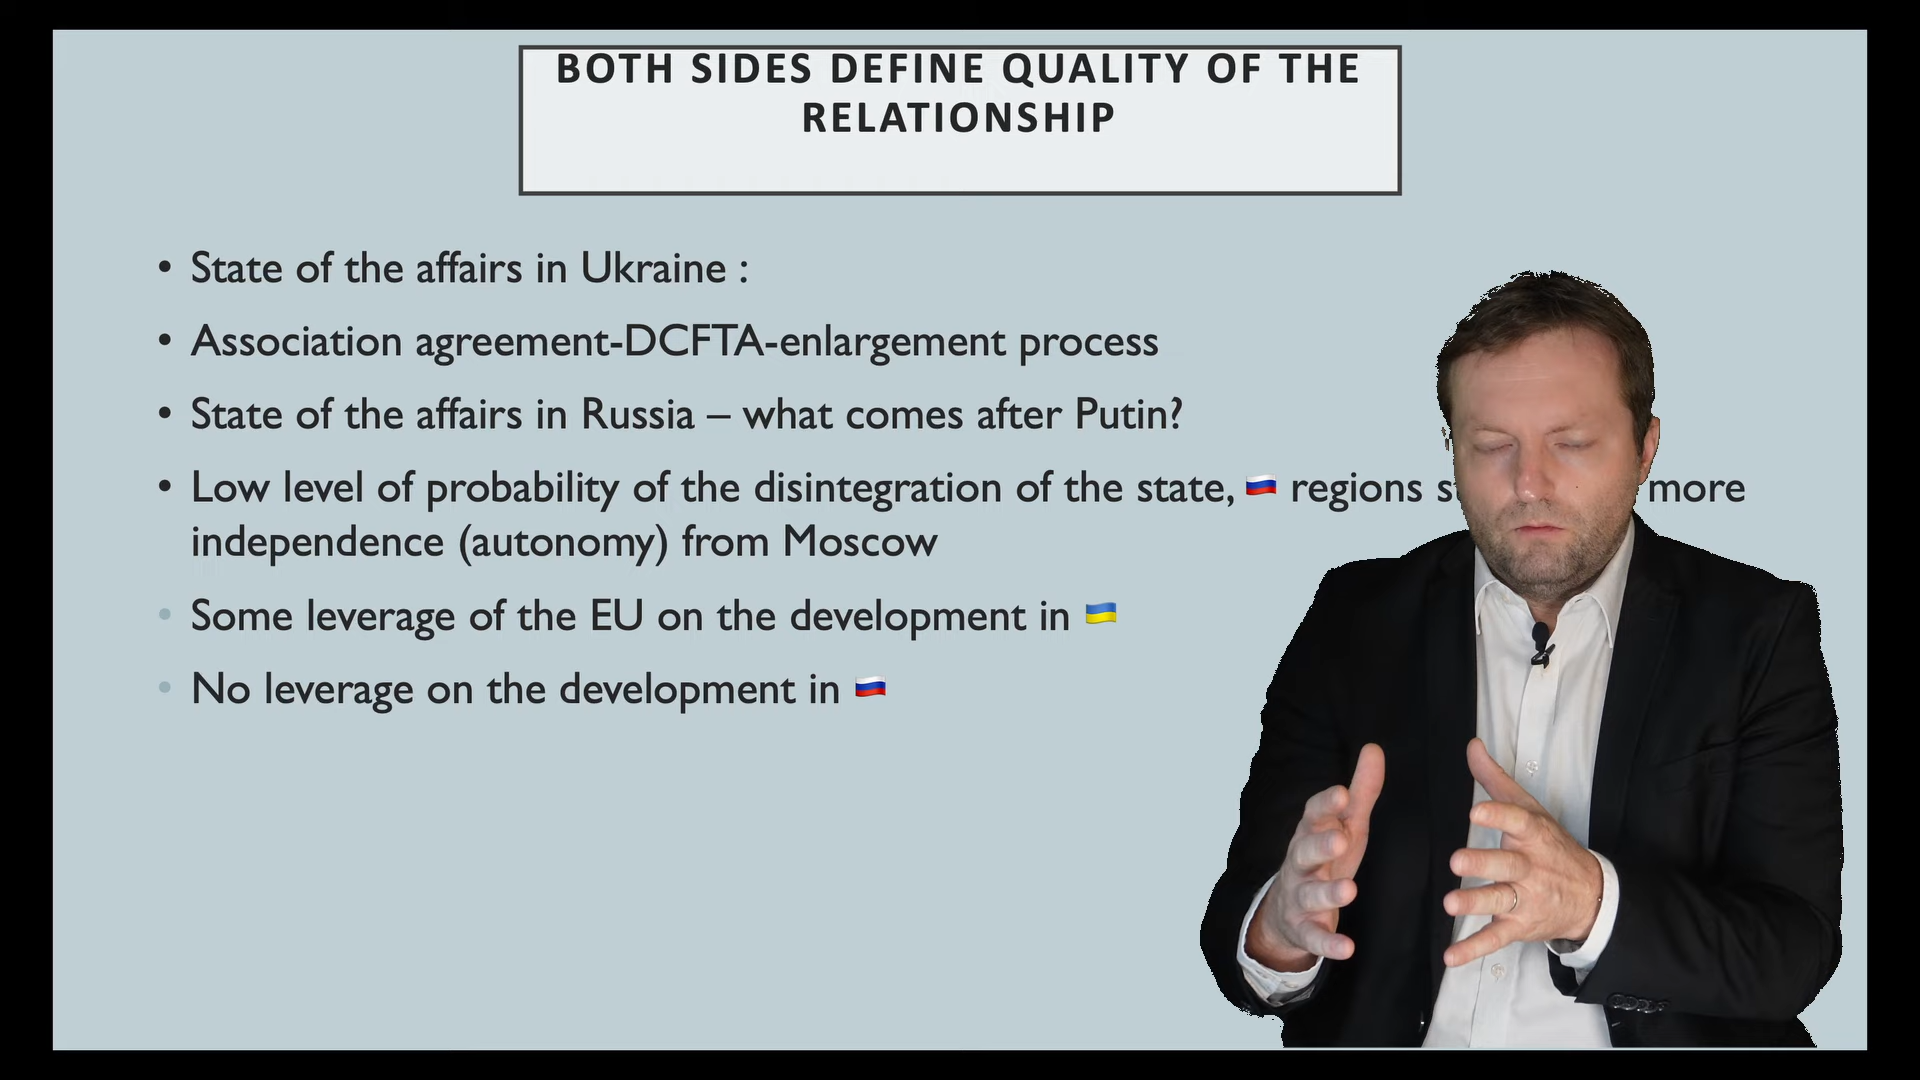 BOTH SIDES DEFINE QUALITY OF THE
RELATIONSHIP
• State of the affairs in Ukraine :
• Association agreement-DCFTA-enlargement process
• State of the affairs in Russia – what comes after Putin?
• Low level of probability of the disintegration of the state, 🇷🇺 regions more
independence (autonomy) from Moscow
• Some leverage of the EU on the development in 🇺🇦
• No leverage on the development in 🇷🇺